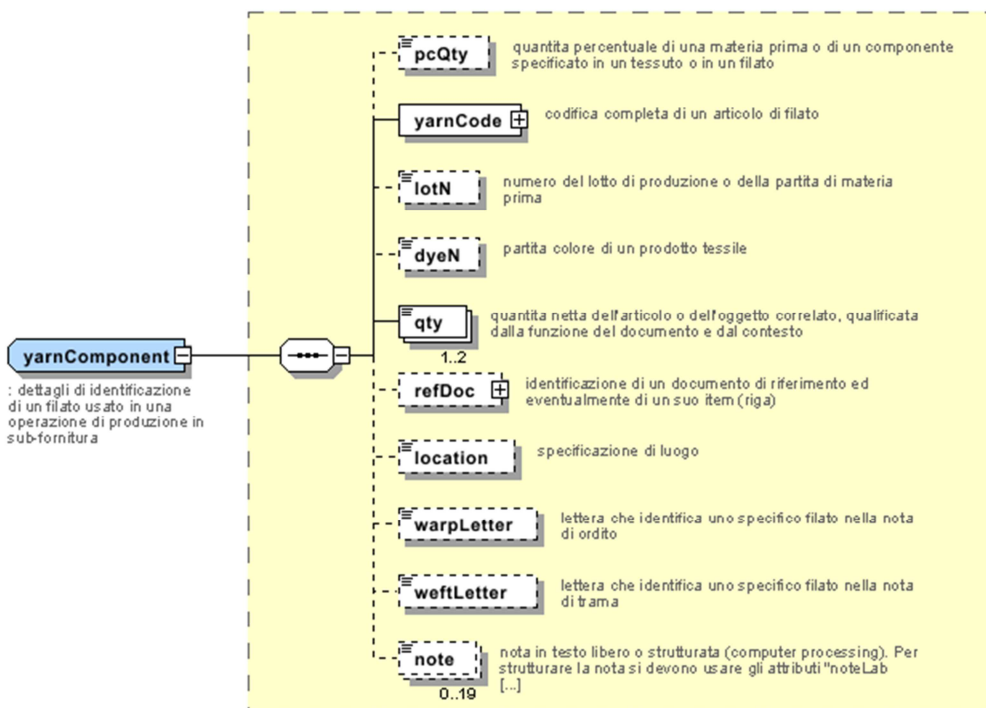 pcQty
quantita percentuale di una materia prima o di un componente
specificato in un tessuto o in un filato
yarnCode
codifica completa di un articolo di filato
lotN
numero del lotto di produzione o della partita di materia
prima
dyeN
partita colore di un prodotto tessile
qty
quantita netta dell'articolo o dell'oggetto correlato, qualificata
dalla funzione del documento e dal contesto
1..2
yarnComponent
: dettagli di identificazione
di un filato usato in una
operazione di produzione in
sub-fornitura
refDoc
identificazione di un documento di riferimento ed
eventualmente di un suo item (riga)
location
specificazione di luogo
warpLetter
lettera che identifica uno specifico filato nella nota
di ordito
weftLetter
lettera che identifica uno specifico filato nella nota
di trama
note
nota in testo libero o strutturata (computer processing). Per
strutturare la nota si devono usare gli attributi "noteLab
[...]
0..19